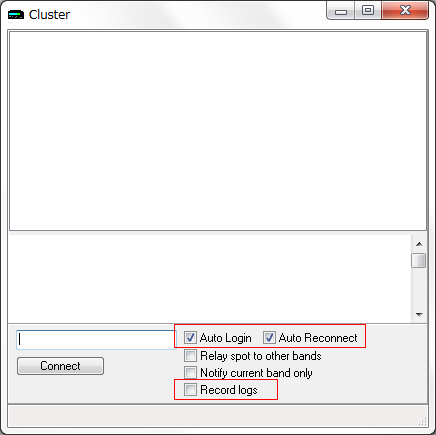 Cluster
Auto Login Auto Reconnect
Relay spot to other bands
Connect
Notify current band only
Record logs